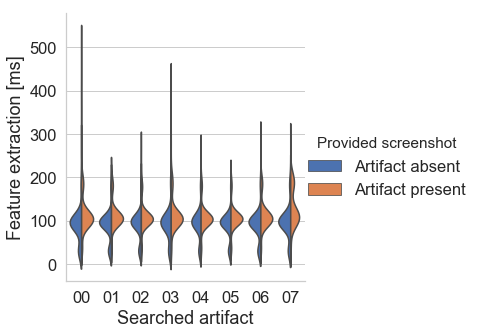 500
400
300
200
100
0
Feature extraction [ms]
00 01 02 03 04 05 06 07
Searched artifact
Provided screenshot
Artifact absent
Artifact present